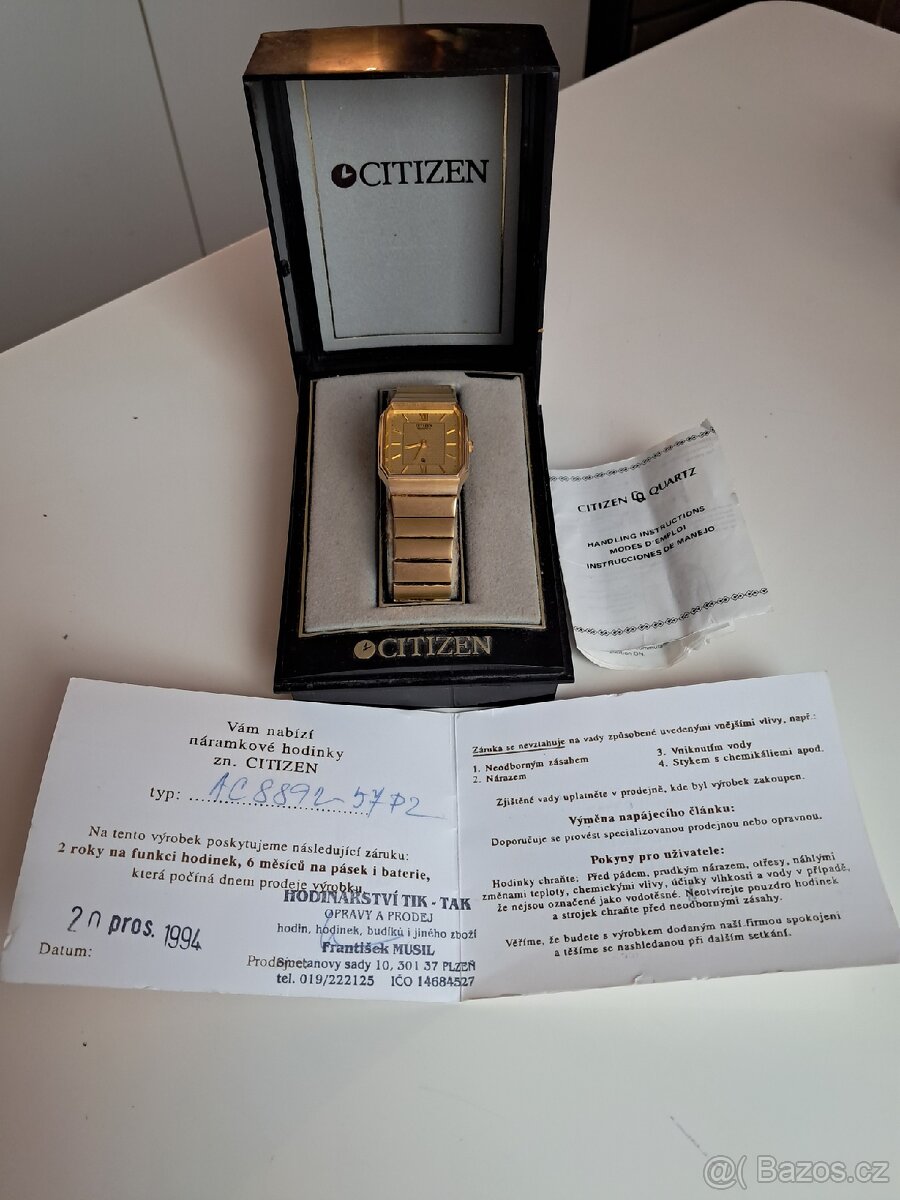 CITIZEN
XII
CITIZEN
CITIZEN
CITIZEN CQ QUARTZ
HANDLING INSTRUCTIONS
MODES D'EMPLOI
INSTRUCCIONES DE MANEJO
Vám nabízí
náramkové hodinky
zn. CITIZEN
typ: AC8892-57P2
Na tento výrobek poskytujeme následující záruku:
2 roky na funkci hodinek, 6 měsíců na pásek i baterie,
která počíná dnem prodeje výrobku
HODINÁŘSTVÍ TIK - TAK
OPRAVY A PRODEJ
hodin, hodinek, budíků i jiného zboží
František MUSIL
Smetanovy sady 10, 301 37 PLZEŇ
tel. 019/222125 IČO 14684527
20 pros. 1994
Datum:
Záruka se nevztahuje na vady způsobené uvedenými vnějšími vlivy, např.:
1. Neodborným zásahem
2. Nárazem
3. Vniknutím vody
4. Stykem s chemikáliemi apod.
Zjištěné vady uplatněte v prodejně, kde byl výrobek zakoupen.
Výměna napájecího článku:
Doporučuje se provést specializovanou prodejnou nebo opravnou.
Pokyny pro uživatele:
Hodinky chraňte: Před pádem, prudkým nárazem, otřesy, náhlými
změnami teploty, chemickými vlivy, účinky vlhkosti a vody v případě,
že nejsou označené jako vodotěsné. Neotvírejte pouzdro hodinek
a strojek chraňte před neodbornými zásahy.
Věříme, že budete s výrobkem dodaným naší firmou spokojeni
a těšíme se nashledanou při dalším setkání.
@( Bazos.cz